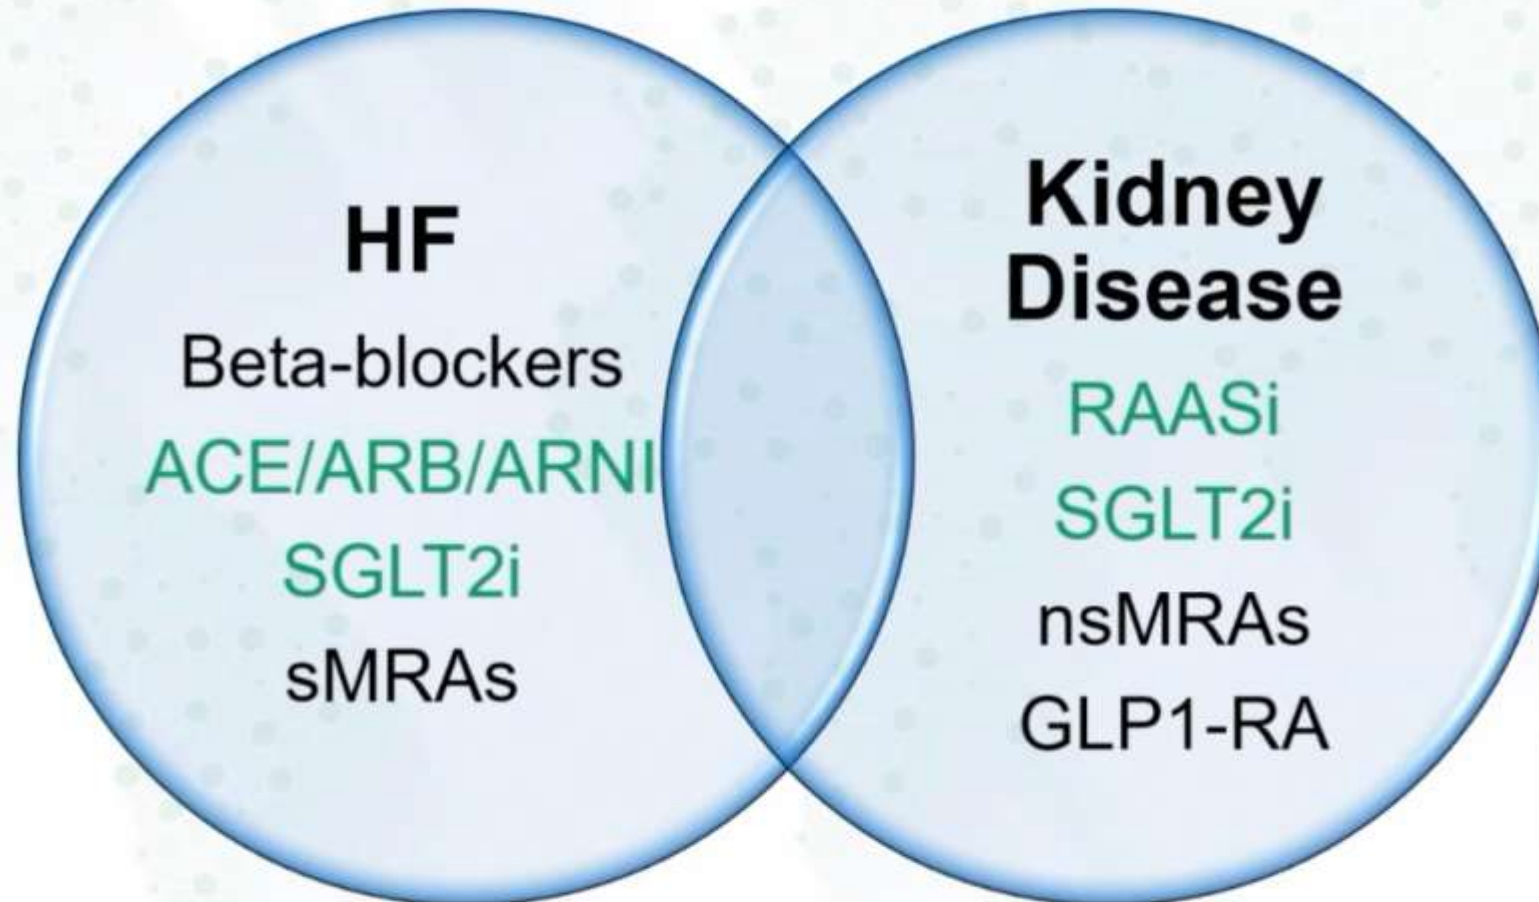 HF
Beta-blockers
ACE/ARB/ARNI
SGLT2i
sMRAs
Kidney
Disease
RAASi
SGLT2i
nsMRAs
GLP1-RA